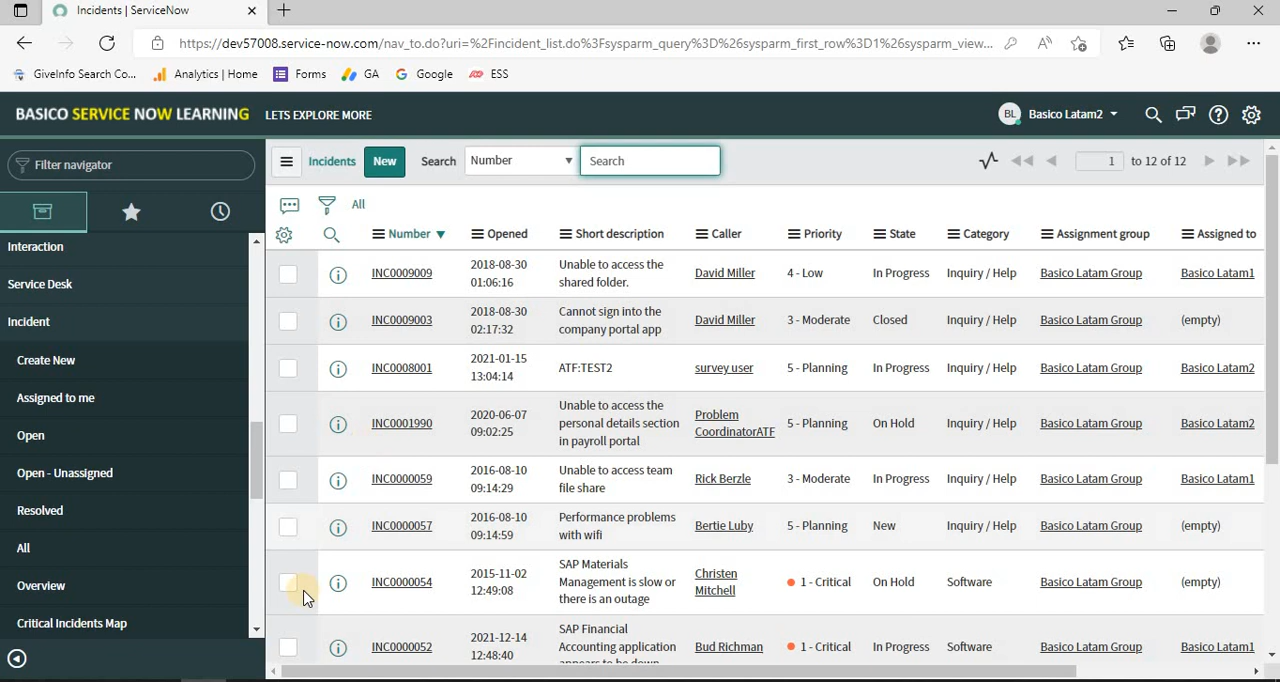 Incidents | ServiceNow
https://dev57008.service-now.com/nav_to.do?uri=%2Fincident_list.do%3Fsysparm_query%3D%26sysparm_first_row%3D1%26sysparm_view...
GiveInfo Search Co... Analytics | Home Forms GA Google ESS
BASICO SERVICE NOW LEARNING LETS EXPLORE MORE BL Basico Latam2
Filter navigator
Incidents New Search Number Search 1 to 12 of 12
All
Interaction
Service Desk
Incident
Create New
Assigned to me
Open
Open - Unassigned
Resolved
All
Overview
Critical Incidents Map
Number Opened Short description Caller Priority State Category Assignment group Assigned to
INC0009009 2018-08-30 01:06:16 Unable to access the shared folder. David Miller 4 - Low In Progress Inquiry / Help Basico Latam Group Basico Latam1
INC0009003 2018-08-30 02:17:32 Cannot sign into the company portal app David Miller 3 - Moderate Closed Inquiry / Help Basico Latam Group (empty)
INC0008001 2021-01-15 13:04:14 ATF:TEST2 survey user 5 - Planning In Progress Inquiry / Help Basico Latam Group Basico Latam2
INC0001990 2020-06-07 09:02:25 Unable to access the personal details section in payroll portal Problem CoordinatorATF 5 - Planning On Hold Inquiry / Help Basico Latam Group Basico Latam2
INC0000059 2016-08-10 09:14:29 Unable to access team file share Rick Berzle 3 - Moderate In Progress Inquiry / Help Basico Latam Group Basico Latam1
INC0000057 2016-08-10 09:14:59 Performance problems with wifi Bertie Luby 5 - Planning New Inquiry / Help Basico Latam Group (empty)
INC0000054 2015-11-02 12:49:08 SAP Materials Management is slow or there is an outage Christen Mitchell 1 - Critical On Hold Software Basico Latam Group (empty)
INC0000052 2021-12-14 12:48:40 SAP Financial Accounting application appears to be down Bud Richman 1 - Critical In Progress Software Basico Latam Group Basico Latam1